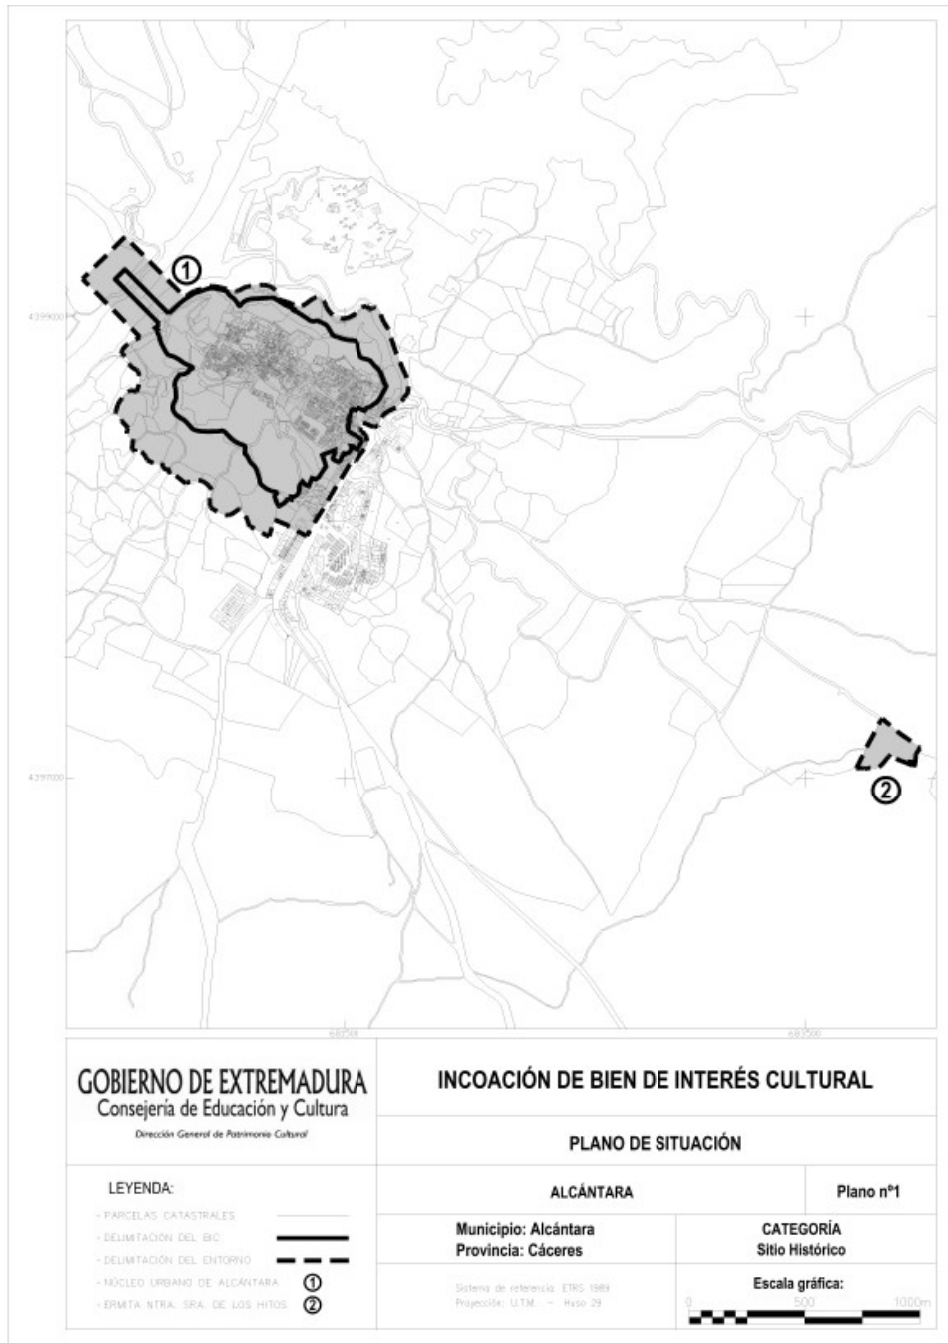 1
4399000
4397000
2
681500
683500
GOBIERNO DE EXTREMADURA
Consejería de Educación y Cultura
Dirección General de Patrimonio Cultural
INCOACIÓN DE BIEN DE INTERÉS CULTURAL
PLANO DE SITUACIÓN
LEYENDA:
- PARCELAS CATASTRALES
- DELIMITACIÓN DEL BIC
- DELIMITACIÓN DEL ENTORNO
- NÚCLEO URBANO DE ALCÁNTARA 1
- ERMITA NTRA. SRA. DE LOS HITOS 2
ALCÁNTARA
Plano nº1
Municipio: Alcántara
Provincia: Cáceres
CATEGORÍA
Sitio Histórico
Sistema de referencia: ETRS 1989
Proyección: U.T.M. - Huso 29
Escala gráfica:
0 500 1000m